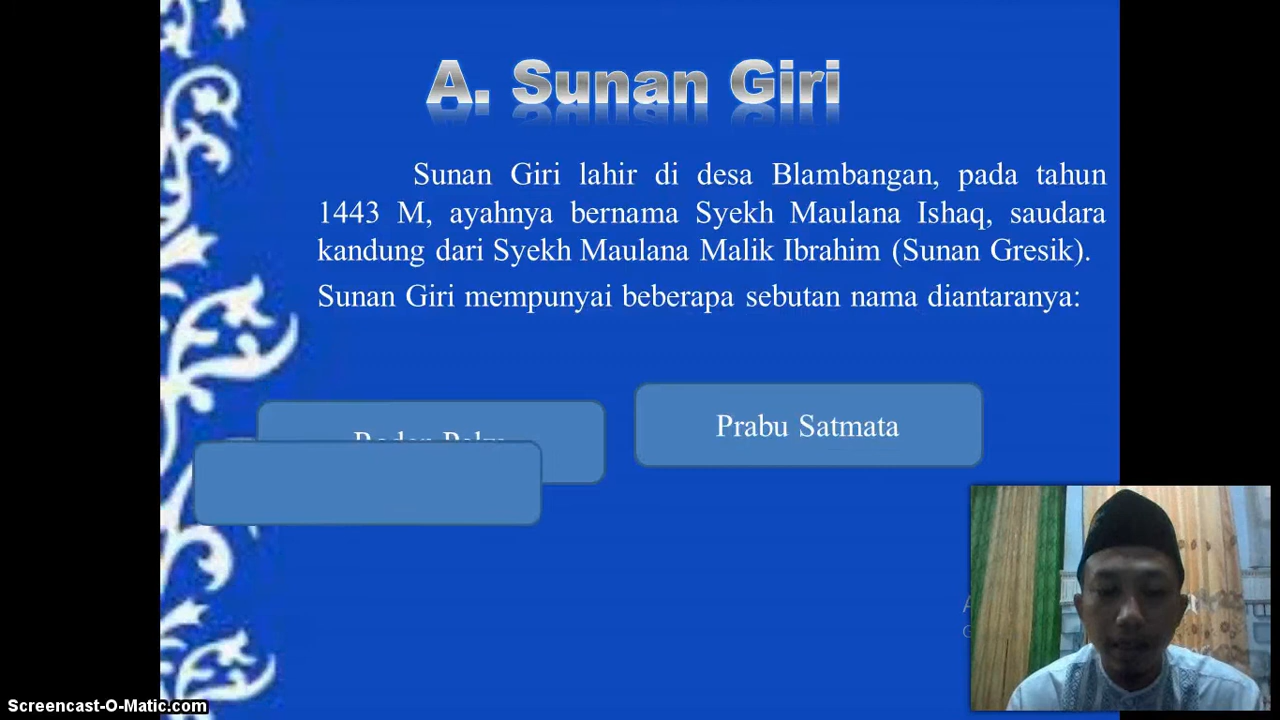 A. Sunan Giri
Sunan Giri lahir di desa Blambangan, pada tahun
1443 M, ayahnya bernama Syekh Maulana Ishaq, saudara
kandung dari Syekh Maulana Malik Ibrahim (Sunan Gresik).
Sunan Giri mempunyai beberapa sebutan nama diantaranya:
Prabu Satmata
Screencast-O-Matic.com